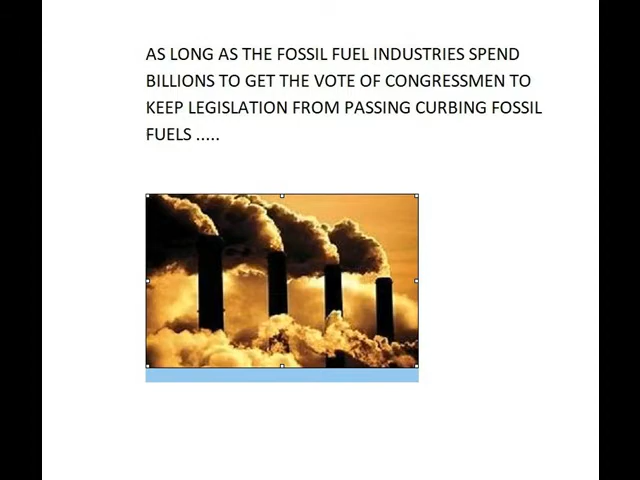 AS LONG AS THE FOSSIL FUEL INDUSTRIES SPEND
BILLIONS TO GET THE VOTE OF CONGRESSMEN TO
KEEP LEGISLATION FROM PASSING CURBING FOSSIL
FUELS .....